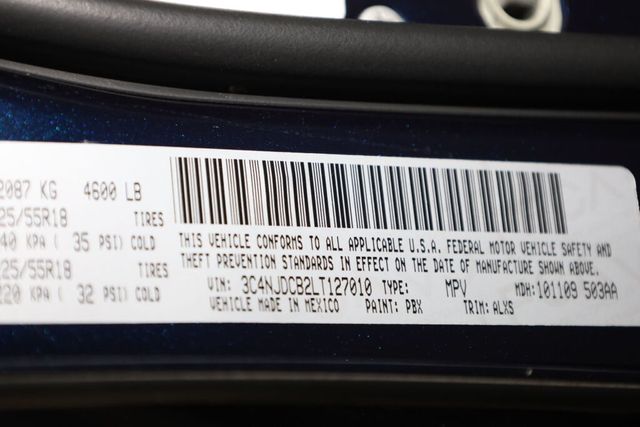 2087 KG 4600 LB
25/55R18 TIRES
40 KPA ( 35 PSI) COLD
25/55R18 TIRES
220 KPA ( 32 PSI) COLD
THIS VEHICLE CONFORMS TO ALL APPLICABLE U.S.A. FEDERAL MOTOR VEHICLE SAFETY AND
THEFT PREVENTION STANDARDS IN EFFECT ON THE DATE OF MANUFACTURE SHOWN ABOVE.
VIN: 3C4NJDCB2LT127010 TYPE: MPV MDH:101109 503AA
VEHICLE MADE IN MEXICO PAINT: PBX TRIM: ALXS